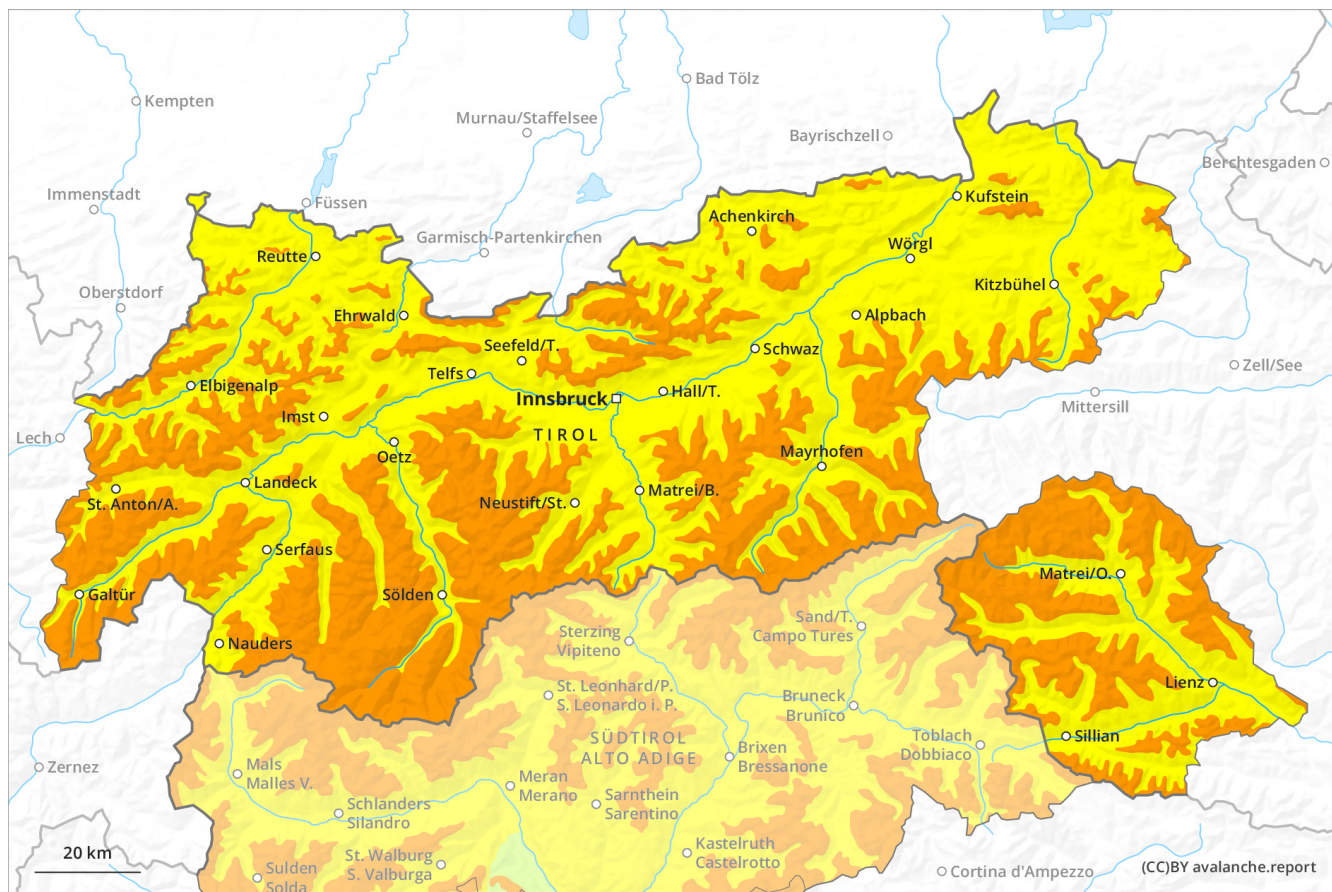 Bad Tölz
Kempten
Murnau/Staffelsee
Bayrischzell
Berchtesgaden
Immenstadt
Füssen
Kufstein
Achenkirch
Garmisch-Partenkirchen
Reutte
Wörgl
Oberstdorf
Kitzbühel
Ehrwald
Alpbach
Seefeld/T.
Schwaz
Zell/See
Telfs
Elbigenalp
Hall/T.
Innsbruck
Mittersill
Imst
Lech
TIROL
Oetz
Mayrhofen
Landeck
Matrei/B.
St. Anton/A.
Neustift/St.
Serfaus
Matrei/O.
Galtür
Sölden
Sand/T.
Campo Tures
Sterzing
Vipiteno
Nauders
Lienz
St. Leonhard/P.
S. Leonardo i. P.
Bruneck
Brunico
Sillian
SÜDTIROL
ALTO ADIGE
Toblach
Dobbiaco
Brixen
Bressanone
Zernez
Mals
Malles V.
Meran
Merano
Sarnthein
Sarentino
Schlanders
Silandro
Kastelruth
Castelrotto
20 km
St. Walburg
S. Valburga
Sulden
Solda
Cortina d'Ampezzo
(CC)BY avalanche.report